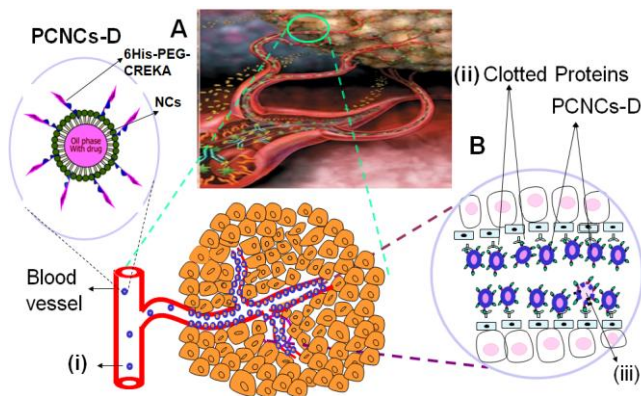 PCNCs-D
A
6His-PEG-
CREKA
NCs
Oil phase
With drug
(ii) Clotted Proteins
PCNCs-D
B
Blood
vessel
(i)
(iii)